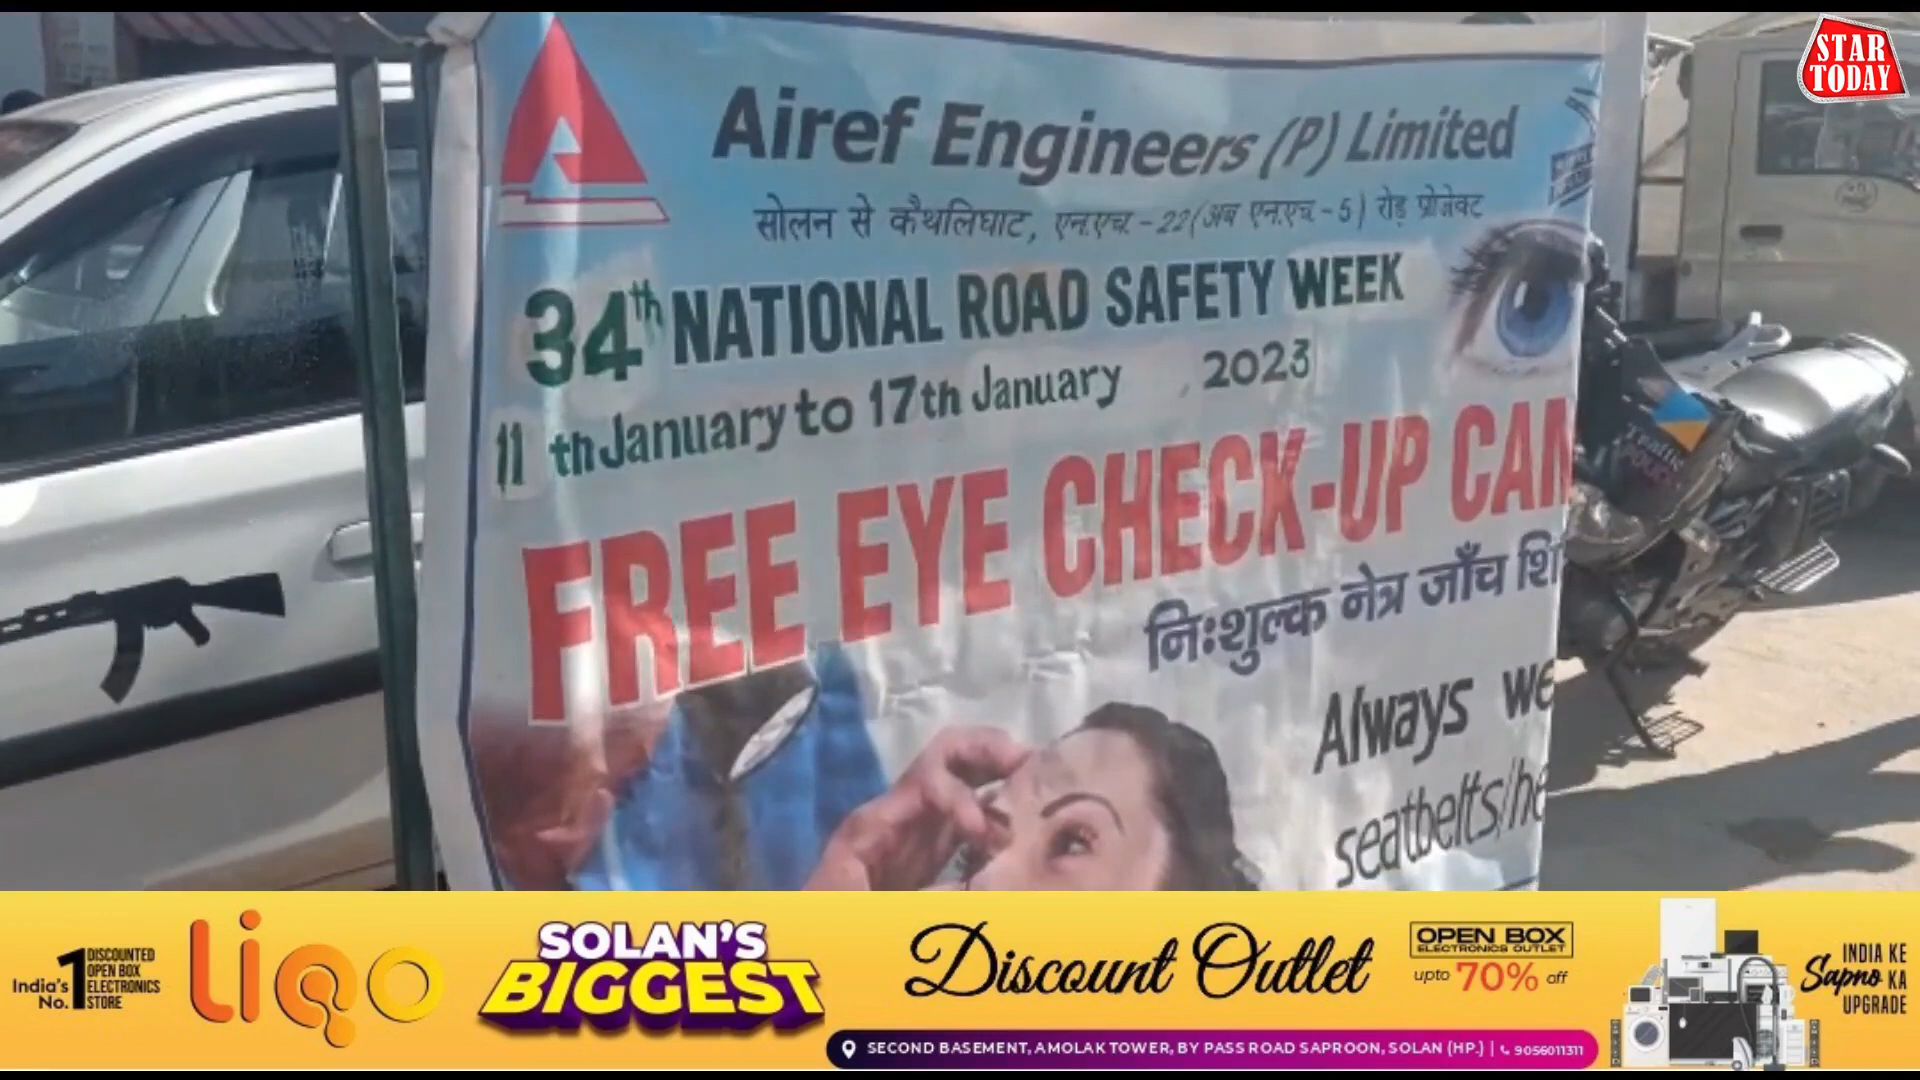 STAR
TODAY
Airef Engineers (P) Limited
सोलन से कैथलिघाट, एन.एच.-22(अब एन.एच.-5) रोड़ प्रोजेक्ट
34th NATIONAL ROAD SAFETY WEEK
11 th January to 17th January , 2023
FREE EYE CHECK-UP CAM
निःशुल्क नेत्र जाँच शि
Always we
seatbelts/he
Traffic
POLICE
India's No. 1 DISCOUNTED OPEN BOX ELECTRONICS STORE
liqo
SOLAN'S
BIGGEST
Discount Outlet
OPEN BOX
ELECTRONICS OUTLET
upto 70% off
INDIA KE
Sapno KA
UPGRADE
SECOND BASEMENT, AMOLAK TOWER, BY PASS ROAD SAPROON, SOLAN (HP.) | 9056011311